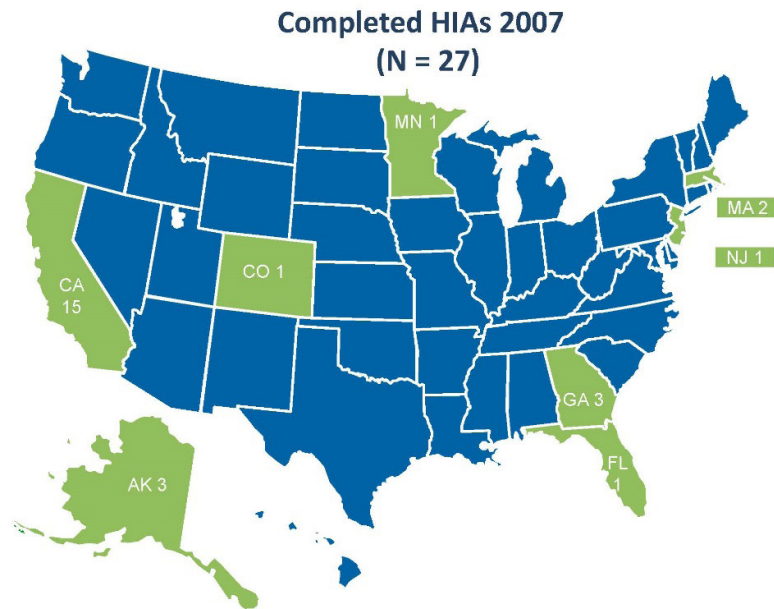 Completed HIAs 2007
(N = 27)
MN 1
MA 2
NJ 1
CO 1
CA
15
GA 3
FL
1
AK 3